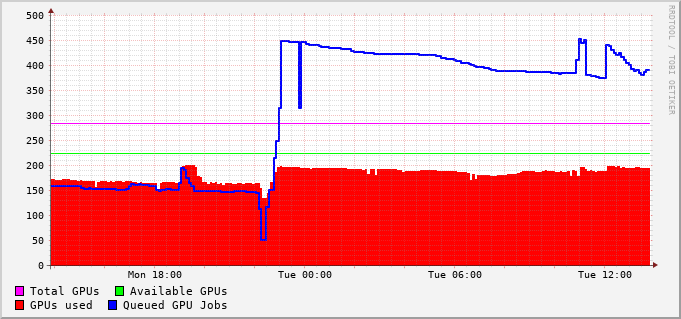 500
450
400
350
300
250
200
150
100
50
0
Mon 18:00 Tue 00:00 Tue 06:00 Tue 12:00
Total GPUs Available GPUs
GPUs used Queued GPU Jobs
RRDTOOL / TOBI OETIKER